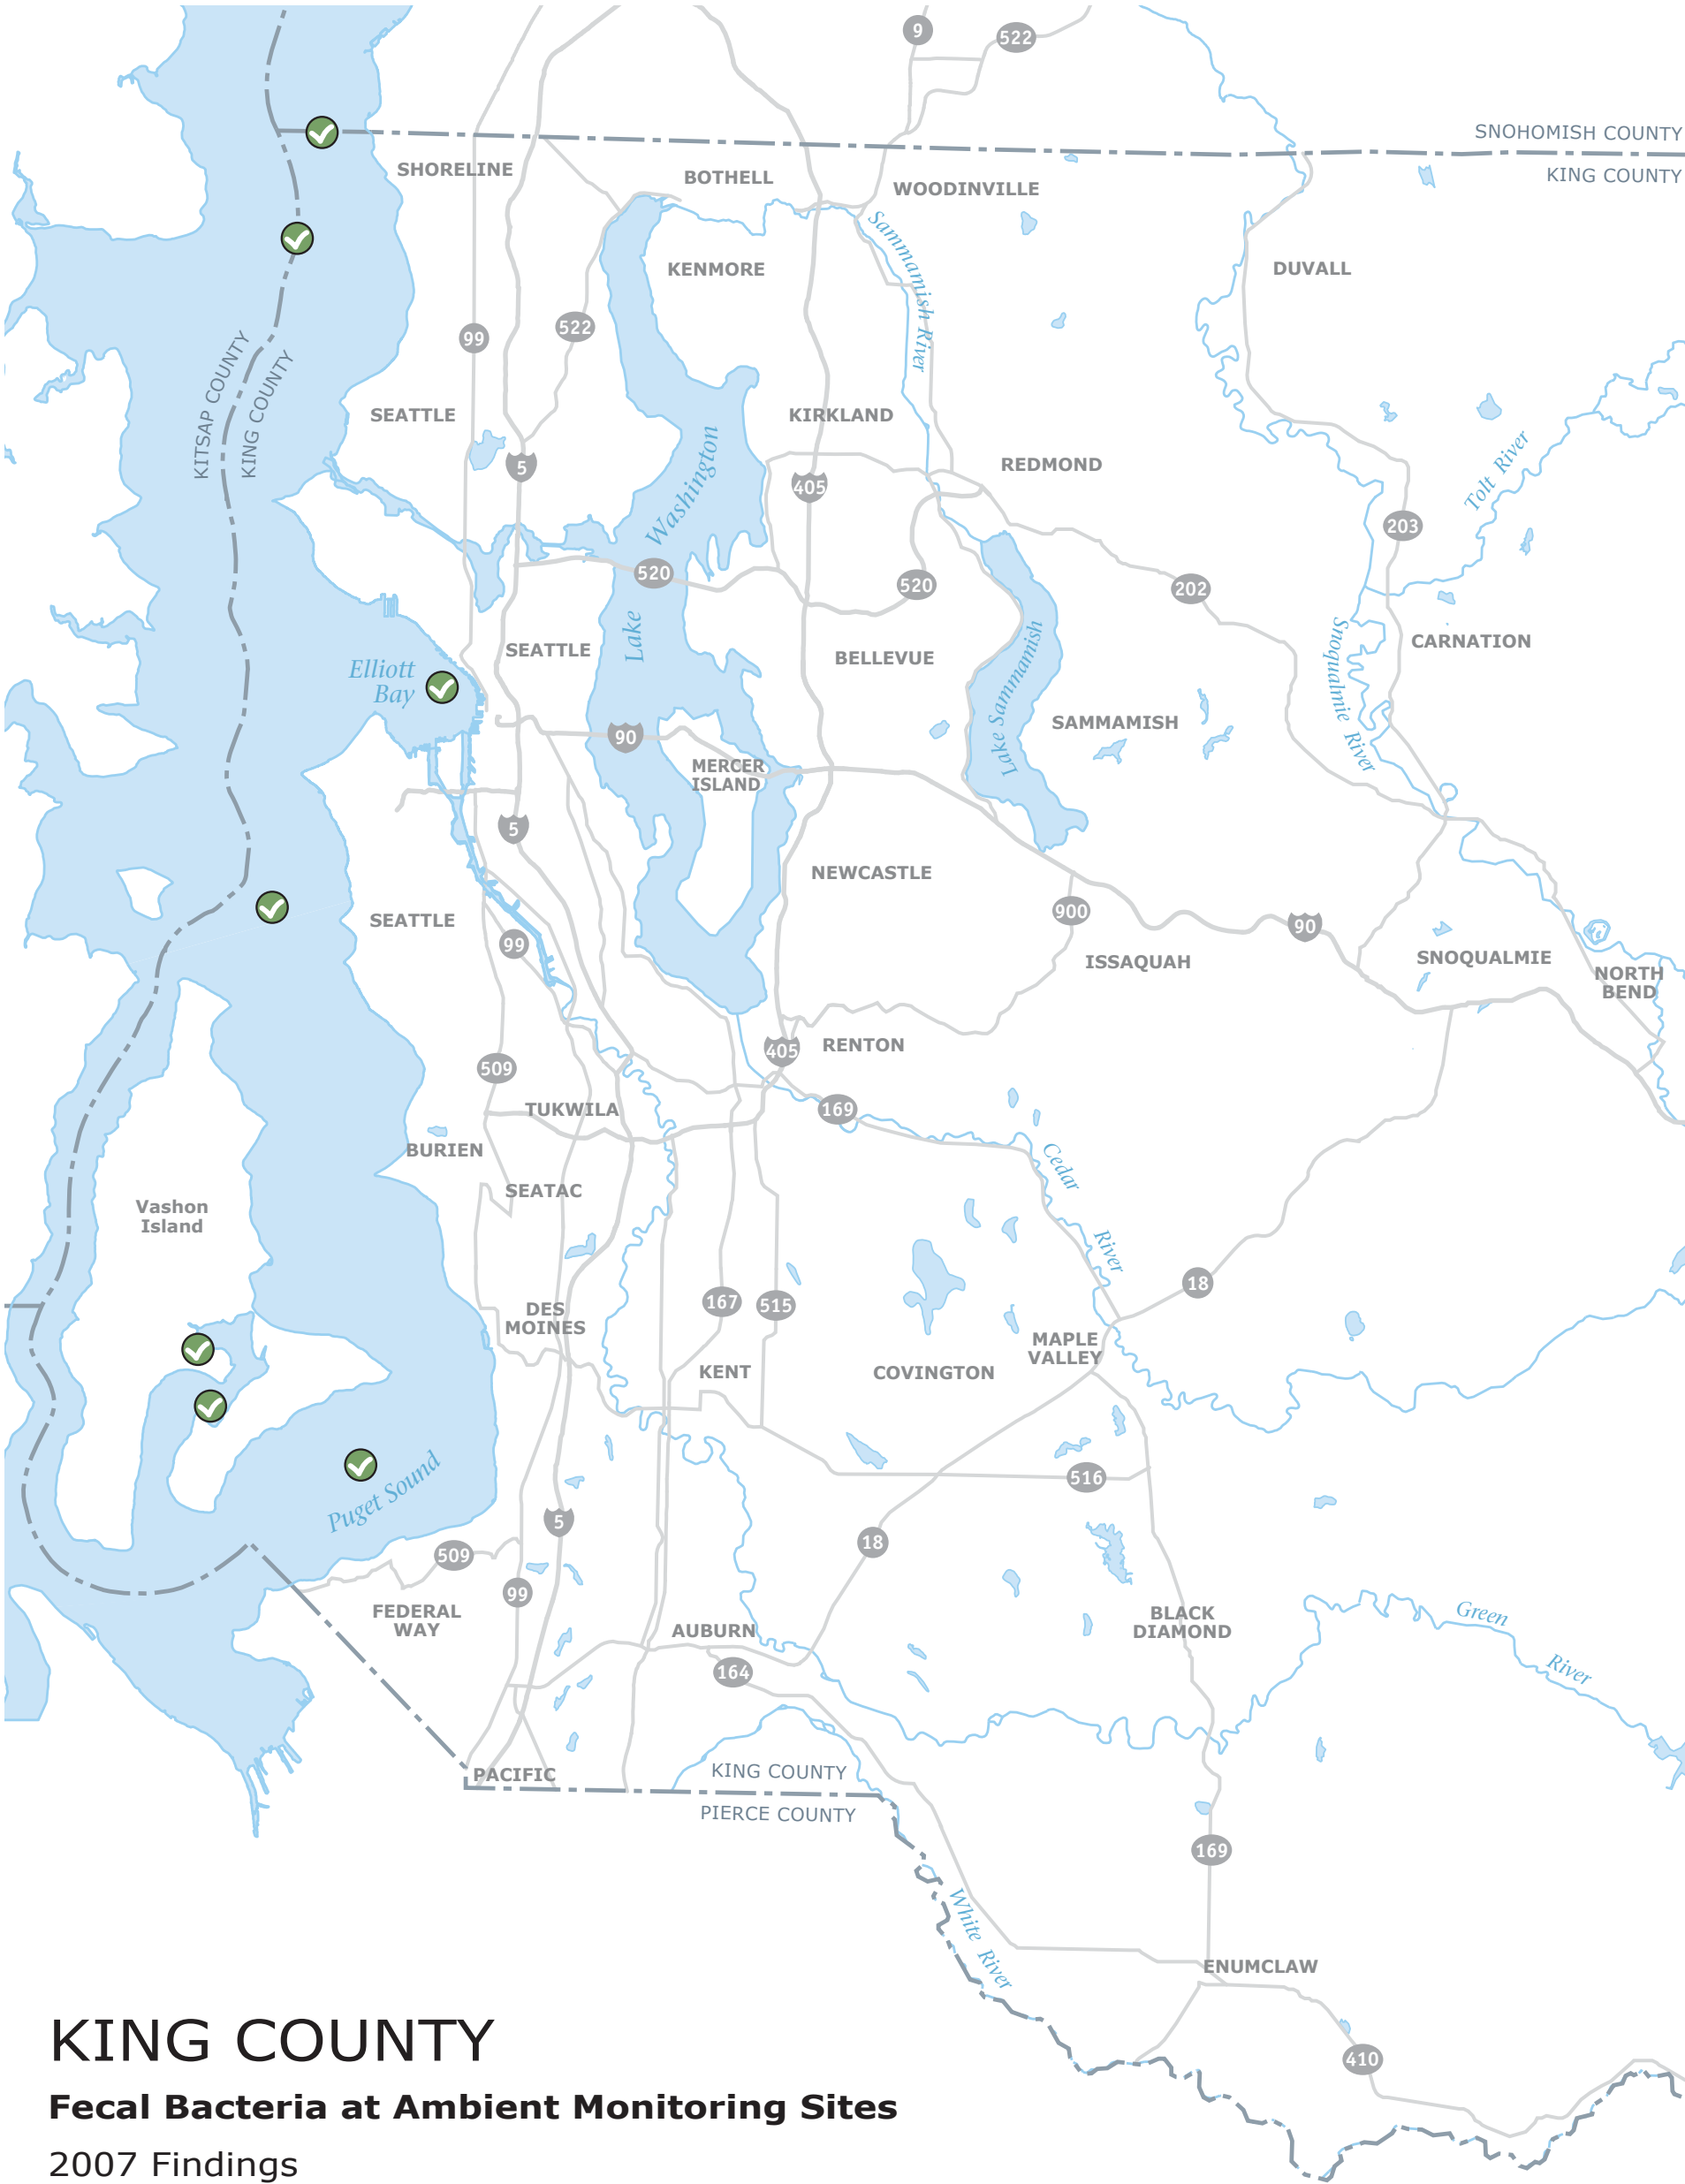 9
522
SNOHOMISH COUNTY
KING COUNTY
SHORELINE
BOTHELL
WOODINVILLE
Sammamish River
KENMORE
DUVALL
522
99
KITSAP COUNTY
KING COUNTY
SEATTLE
KIRKLAND
REDMOND
5
405
Tolt River
203
Lake Washington
520
520
202
SEATTLE
BELLEVUE
CARNATION
Elliott
Bay
Lake Sammamish
Snoqualmie River
SAMMAMISH
90
MERCER
ISLAND
5
NEWCASTLE
SEATTLE
900
90
99
ISSAQUAH
SNOQUALMIE
NORTH
BEND
405
RENTON
509
TUKWILA
169
BURIEN
Cedar River
SEATAC
Vashon
Island
18
167
515
DES
MOINES
MAPLE
VALLEY
KENT
COVINGTON
Puget Sound
516
5
18
509
99
FEDERAL
WAY
AUBURN
BLACK
DIAMOND
Green River
164
PACIFIC
KING COUNTY
PIERCE COUNTY
169
White River
ENUMCLAW
410
KING COUNTY
Fecal Bacteria at Ambient Monitoring Sites
2007 Findings